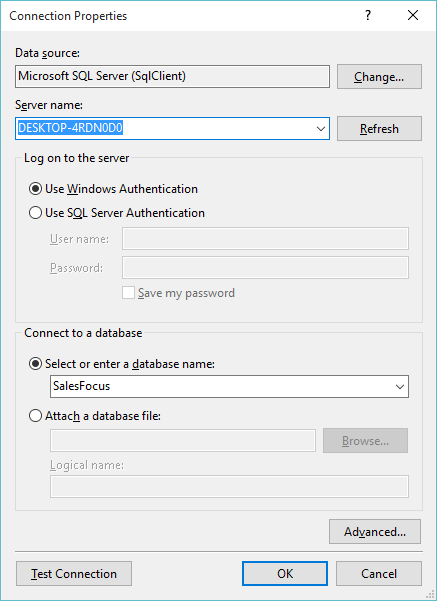 Connection Properties
Data source:
Microsoft SQL Server (SqlClient)
Change...
Server name:
DESKTOP-4RDN0D0
Refresh
Log on to the server
Use Windows Authentication
Use SQL Server Authentication
User name:
Password:
Save my password
Connect to a database
Select or enter a database name:
SalesFocus
Attach a database file:
Browse...
Logical name:
Advanced...
Test Connection
OK
Cancel